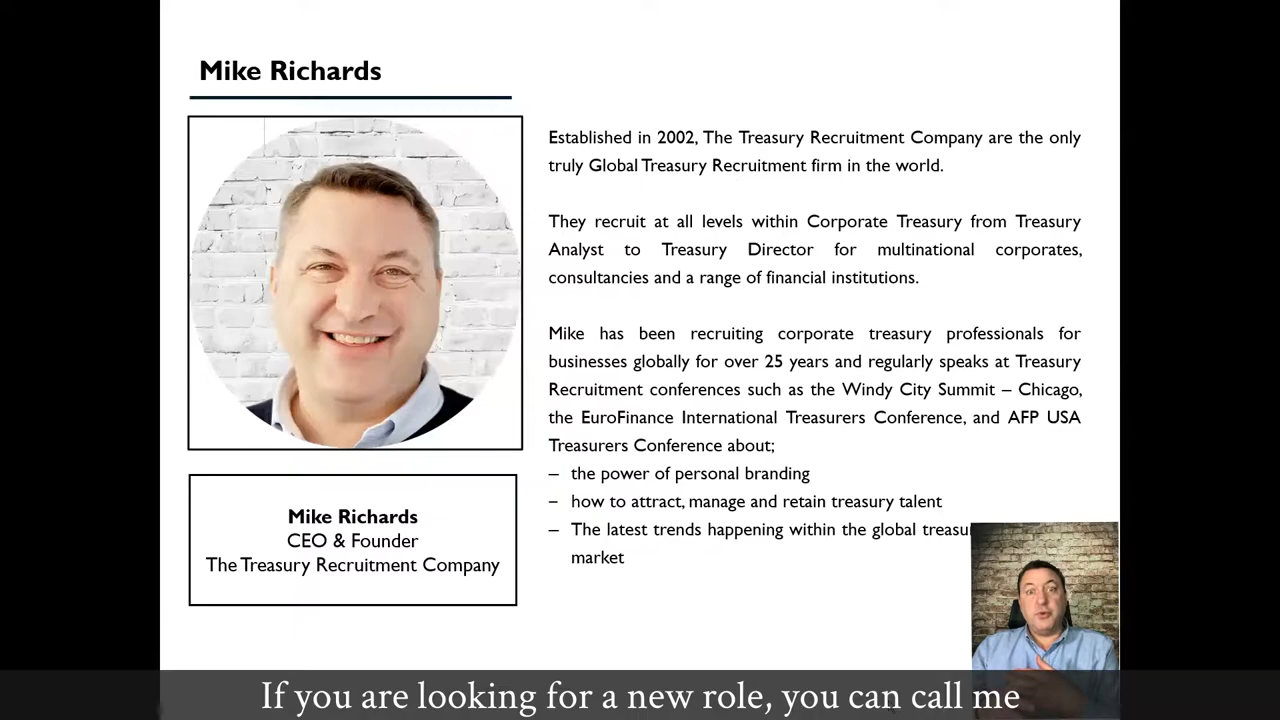 Mike Richards
Established in 2002, The Treasury Recruitment Company are the only
truly Global Treasury Recruitment firm in the world.
They recruit at all levels within Corporate Treasury from Treasury
Analyst to Treasury Director for multinational corporates,
consultancies and a range of financial institutions.
Mike has been recruiting corporate treasury professionals for
businesses globally for over 25 years and regularly speaks at Treasury
Recruitment conferences such as the Windy City Summit – Chicago,
the EuroFinance International Treasurers Conference, and AFP USA
Treasurers Conference about;
– the power of personal branding
– how to attract, manage and retain treasury talent
– The latest trends happening within the global
market
Mike Richards
CEO & Founder
The Treasury Recruitment Company
If you are looking for a new role, you can call me